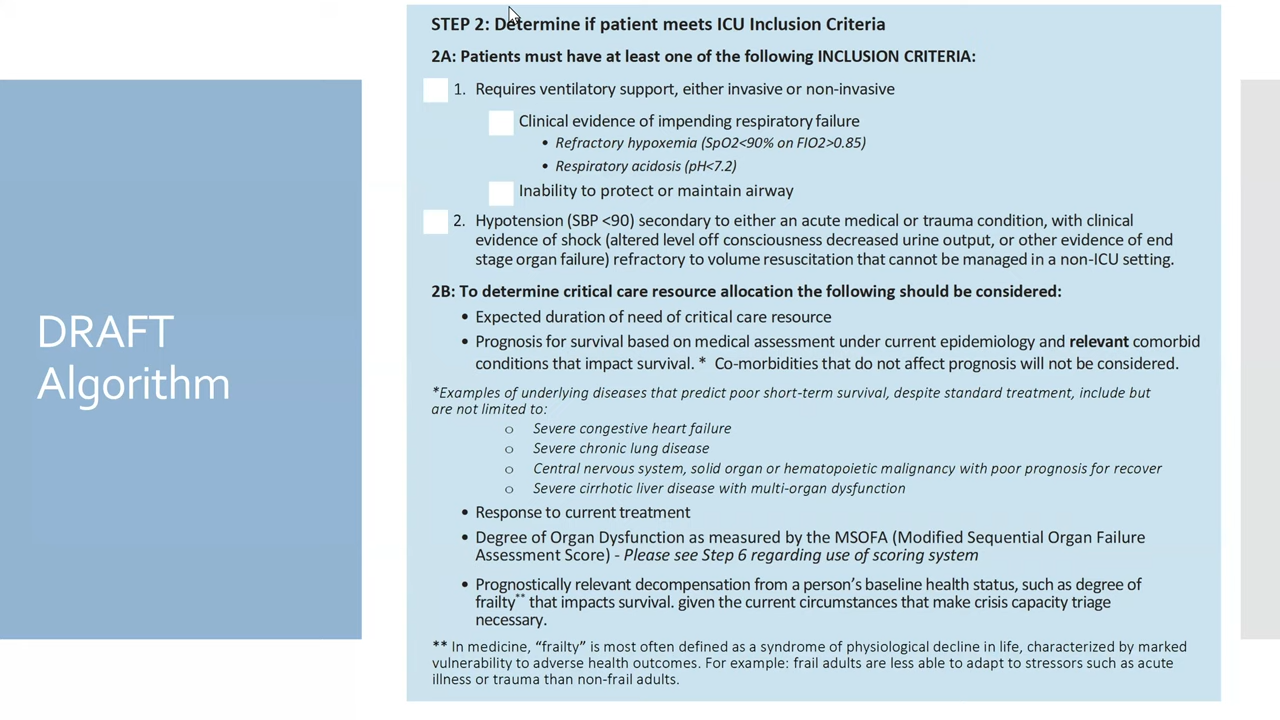 DRAFT
Algorithm
STEP 2: Determine if patient meets ICU Inclusion Criteria
2A: Patients must have at least one of the following INCLUSION CRITERIA:
1. Requires ventilatory support, either invasive or non-invasive
Clinical evidence of impending respiratory failure
• Refractory hypoxemia (SpO2<90% on FIO2>0.85)
• Respiratory acidosis (pH<7.2)
Inability to protect or maintain airway
2. Hypotension (SBP <90) secondary to either an acute medical or trauma condition, with clinical
evidence of shock (altered level off consciousness decreased urine output, or other evidence of end
stage organ failure) refractory to volume resuscitation that cannot be managed in a non-ICU setting.
2B: To determine critical care resource allocation the following should be considered:
• Expected duration of need of critical care resource
• Prognosis for survival based on medical assessment under current epidemiology and relevant comorbid
conditions that impact survival. * Co-morbidities that do not affect prognosis will not be considered.
*Examples of underlying diseases that predict poor short-term survival, despite standard treatment, include but
are not limited to:
o Severe congestive heart failure
o Severe chronic lung disease
o Central nervous system, solid organ or hematopoietic malignancy with poor prognosis for recover
o Severe cirrhotic liver disease with multi-organ dysfunction
• Response to current treatment
• Degree of Organ Dysfunction as measured by the MSOFA (Modified Sequential Organ Failure
Assessment Score) - Please see Step 6 regarding use of scoring system
• Prognostically relevant decompensation from a person's baseline health status, such as degree of
frailty** that impacts survival. given the current circumstances that make crisis capacity triage
necessary.
** In medicine, "frailty" is most often defined as a syndrome of physiological decline in life, characterized by marked
vulnerability to adverse health outcomes. For example: frail adults are less able to adapt to stressors such as acute
illness or trauma than non-frail adults.